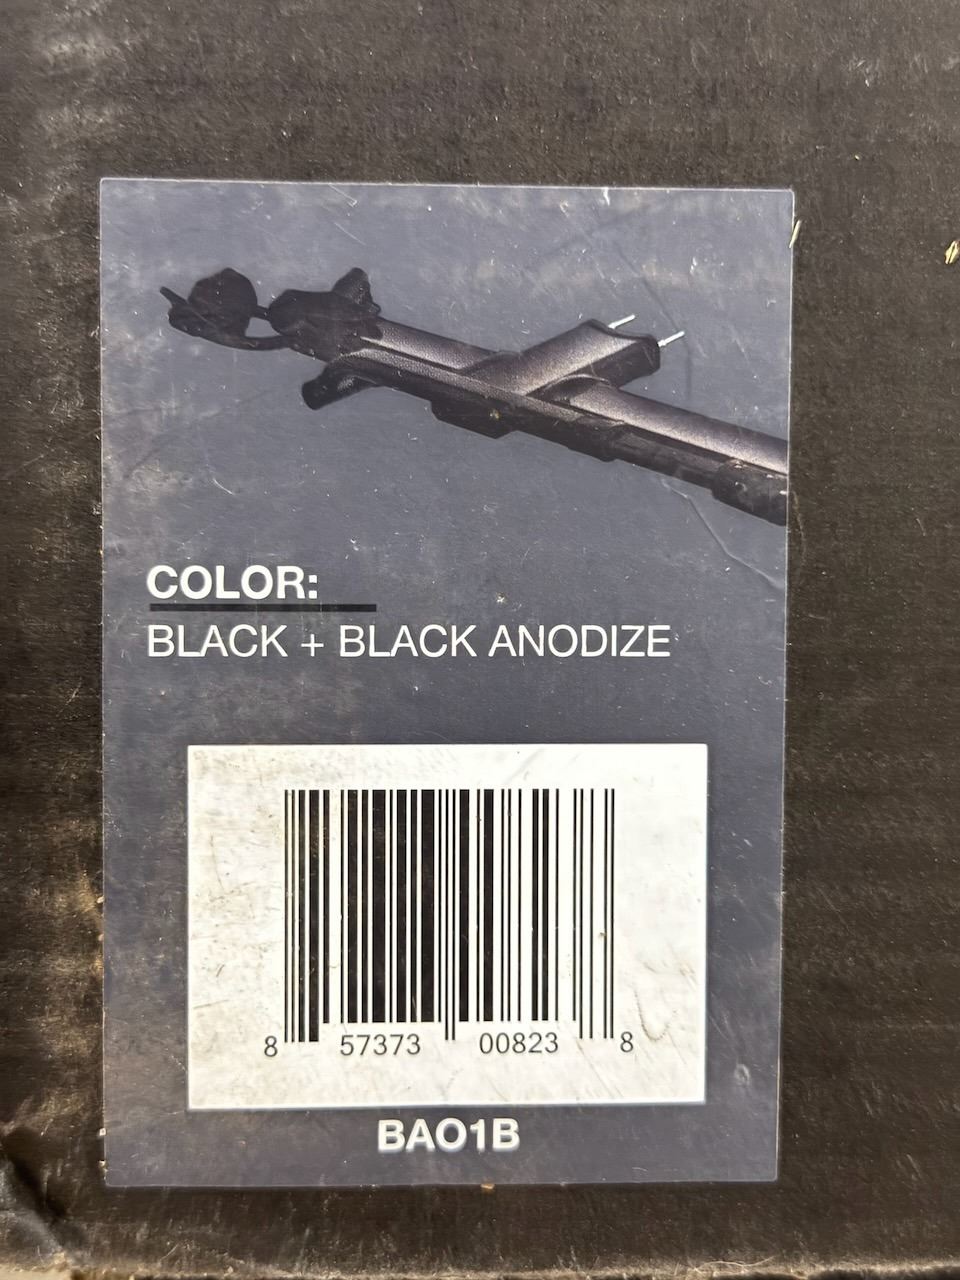 COLOR:
BLACK + BLACK ANODIZE
8 57373 00823 8
BA01B